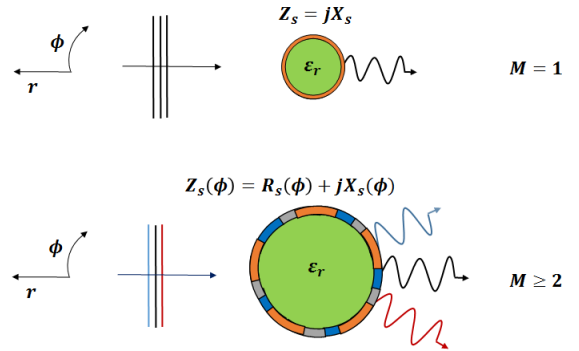 Z_s = jX_s
ϕ
r
ε_r
M = 1
Z_s(ϕ) = R_s(ϕ) + jX_s(ϕ)
ϕ
r
ε_r
M ≥ 2